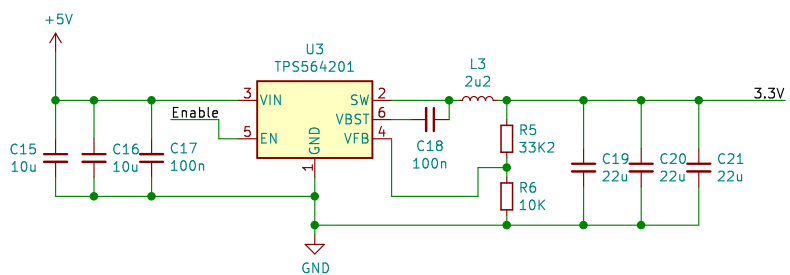 +5V
U3
TPS564201
L3
2u2
3 VIN
SW 2
3.3V
Enable
VBST 6
5 EN
VFB 4
GND
1
C15
10u
C16
10u
C17
100n
C18
100n
R5
33K2
R6
10K
C19
22u
C20
22u
C21
22u
GND